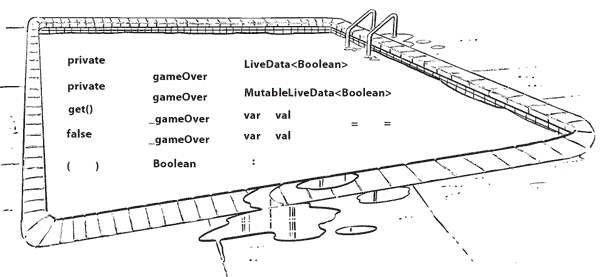 private LiveData<Boolean>
gameOver
private MutableLiveData<Boolean>
gameOver
get()
_gameOver var val
= =
false _gameOver var val
( ) Boolean :